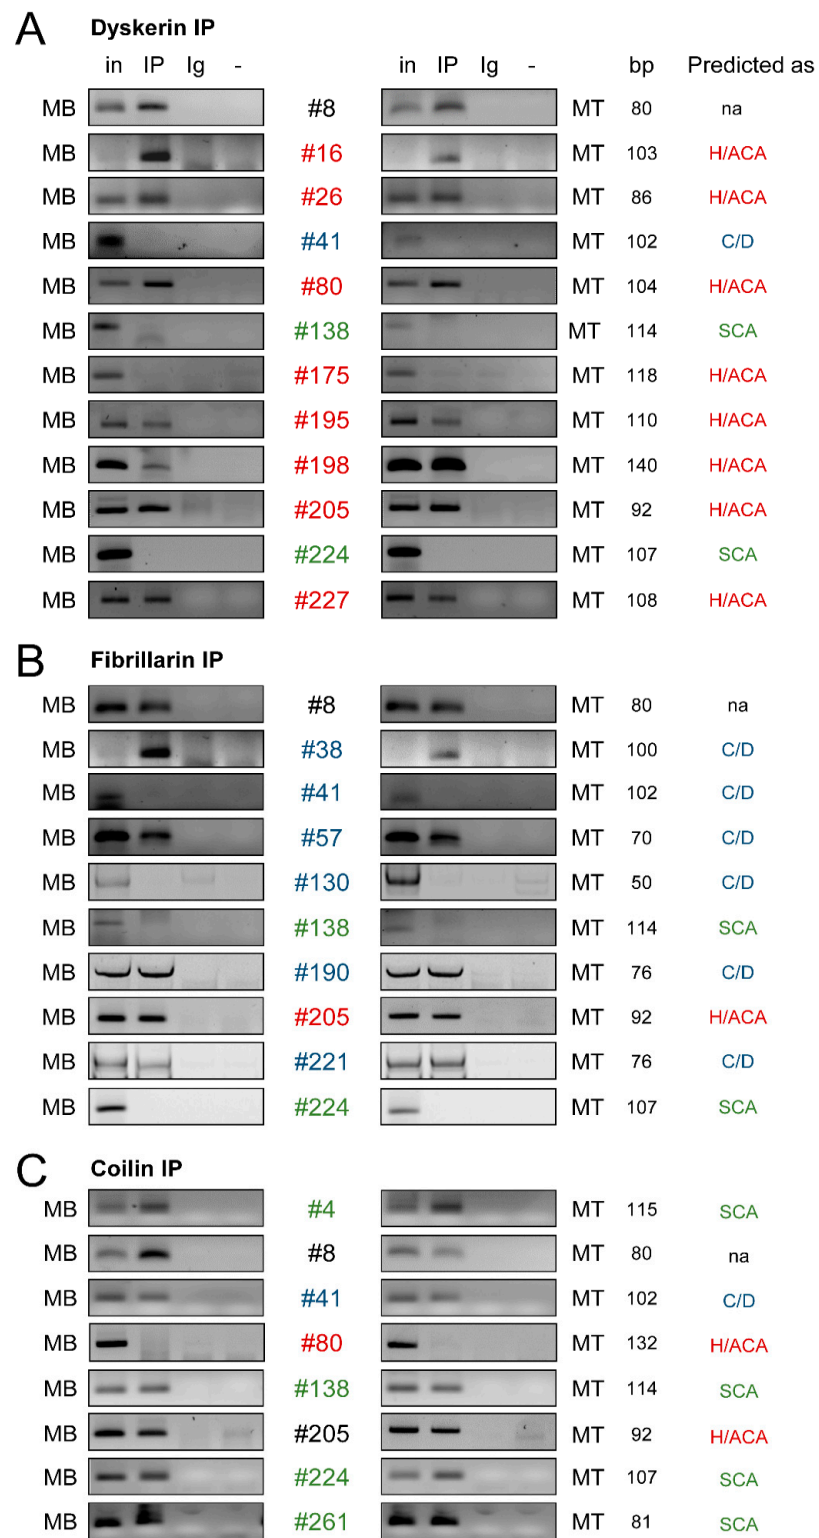 A Dyskerin IP
in IP Ig - in IP Ig - bp Predicted as
MB #8 MT 80 na
MB #16 MT 103 H/ACA
MB #26 MT 86 H/ACA
MB #41 MT 102 C/D
MB #80 MT 104 H/ACA
MB #138 MT 114 SCA
MB #175 MT 118 H/ACA
MB #195 MT 110 H/ACA
MB #198 MT 140 H/ACA
MB #205 MT 92 H/ACA
MB #224 MT 107 SCA
MB #227 MT 108 H/ACA
B Fibrillarin IP
MB #8 MT 80 na
MB #38 MT 100 C/D
MB #41 MT 102 C/D
MB #57 MT 70 C/D
MB #130 MT 50 C/D
MB #138 MT 114 SCA
MB #190 MT 76 C/D
MB #205 MT 92 H/ACA
MB #221 MT 76 C/D
MB #224 MT 107 SCA
C Coilin IP
MB #4 MT 115 SCA
MB #8 MT 80 na
MB #41 MT 102 C/D
MB #80 MT 132 H/ACA
MB #138 MT 114 SCA
MB #205 MT 92 H/ACA
MB #224 MT 107 SCA
MB #261 MT 81 SCA